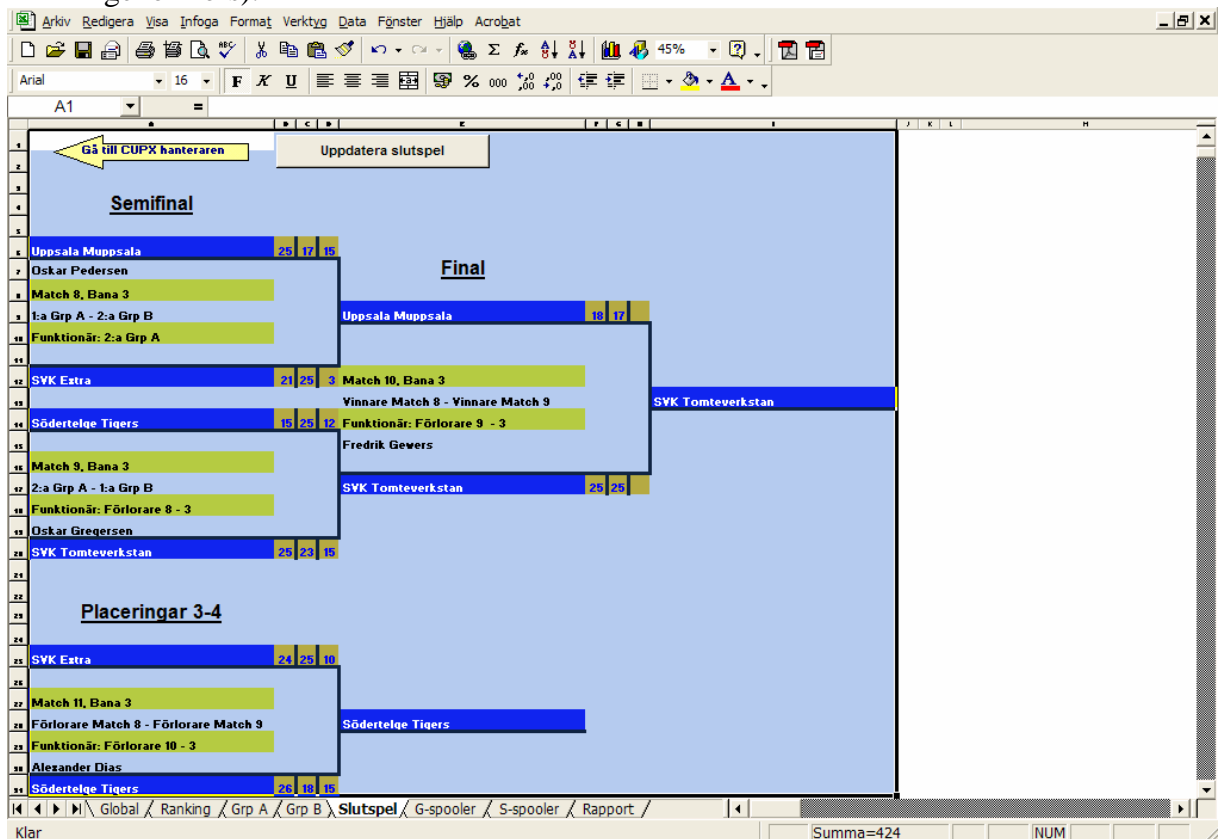 Arkiv Redigera Visa Infoga Format Verktyg Data Fönster Hjälp Acrobat
45%
Arial 16 F K U % 000
A1 =
Gå till CUPX hanteraren
Uppdatera slutspel
Semifinal
Uppsala Muppsala 25 17 15
Oskar Pedersen
Match 8, Bana 3
1:a Grp A - 2:a Grp B
Funktionär: 2:a Grp A
SVK Extra 21 25 3
Södertelge Tigers 15 25 12
Match 9, Bana 3
2:a Grp A - 1:a Grp B
Funktionär: Förlorare 8 - 3
Oskar Gregersen
SVK Tomteverkstan 25 23 15
Final
Uppsala Muppsala 18 17
Match 10, Bana 3
Vinnare Match 8 - Vinnare Match 9
Funktionär: Förlorare 9 - 3
Fredrik Gewers
SVK Tomteverkstan 25 25
SVK Tomteverkstan
Placeringar 3-4
SVK Extra 24 25 10
Match 11, Bana 3
Förlorare Match 8 - Förlorare Match 9
Funktionär: Förlorare 10 - 3
Alexander Dias
Södertelge Tigers 26 18 15
Södertelge Tigers
Global Ranking Grp A Grp B Slutspel G-spooler S-spooler Rapport
Klar Summa=424 NUM